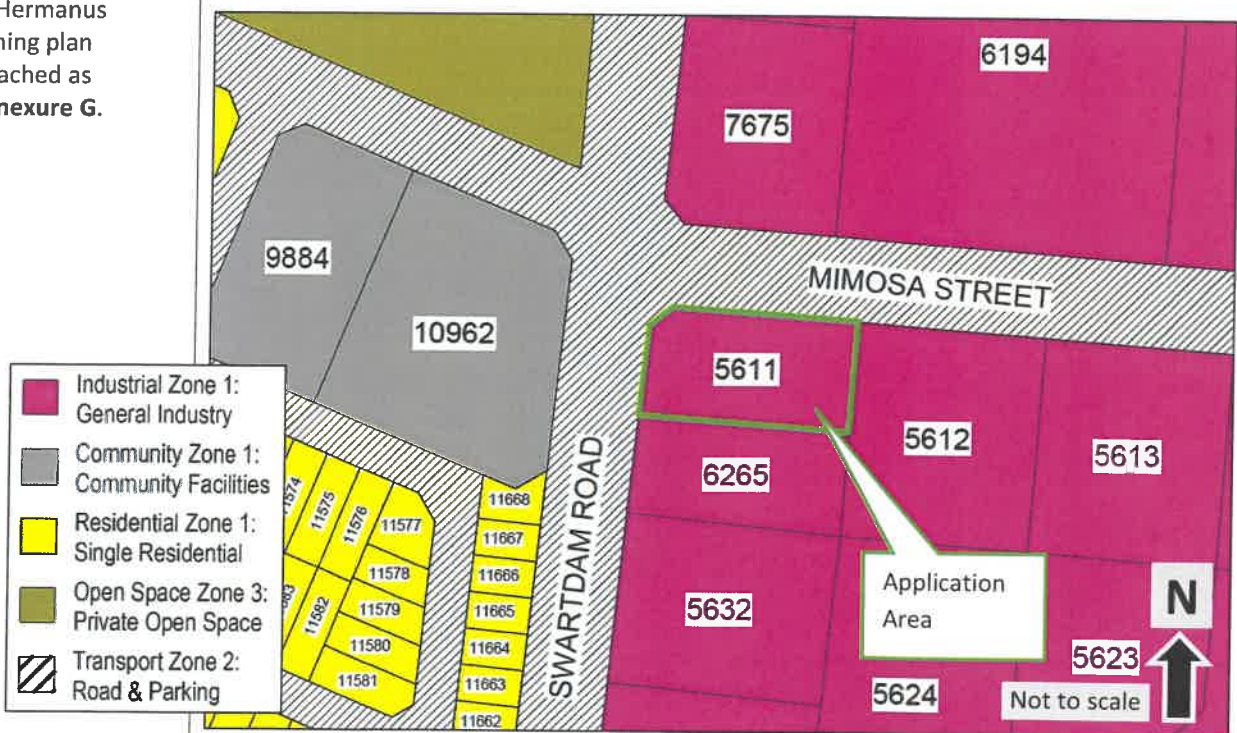 Hermanus
ning plan
ached as
nexure G.
6194
7675
MIMOSA STREET
9884
10962
5611
5612
5613
6265
SWARTDAM ROAD
5632
5624
5623
Application
Area
N
Not to scale
Industrial Zone 1:
General Industry
Community Zone 1:
Community Facilities
Residential Zone 1:
Single Residential
Open Space Zone 3:
Private Open Space
Transport Zone 2:
Road & Parking
11575
11576
11577
11578
11579
11580
11581
11582
11668
11667
11666
11665
11664
11663
11662